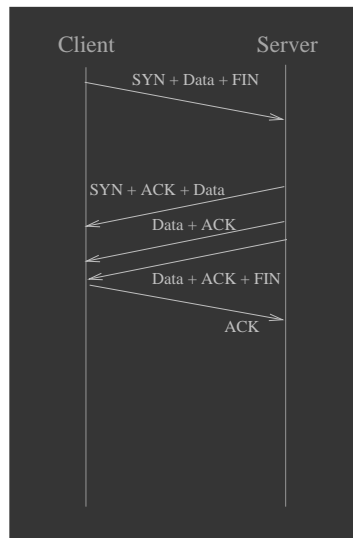 Client
Server
SYN + Data + FIN
SYN + ACK + Data
Data + ACK
Data + ACK + FIN
ACK